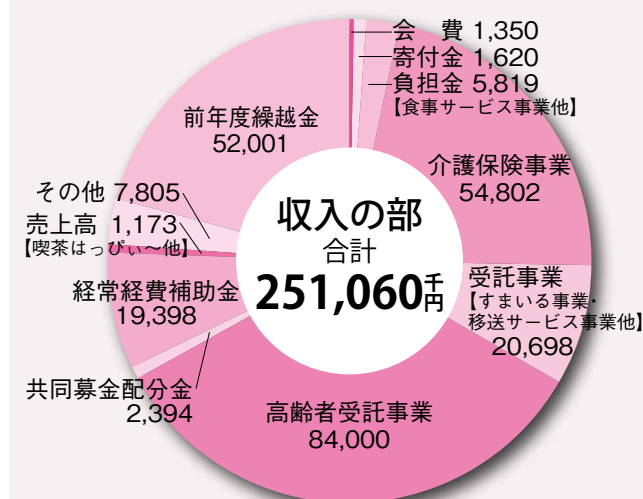 会　費 1,350
寄付金 1,620
負担金 5,819
【食事サービス事業他】
介護保険事業
54,802
受託事業
【すまいる事業・
移送サービス事業他】
20,698
高齢者受託事業
84,000
共同募金配分金
2,394
経常経費補助金
19,398
売上高 1,173
【喫茶はっぴぃ～他】
その他 7,805
前年度繰越金
52,001
収入の部
合計
251,060千円